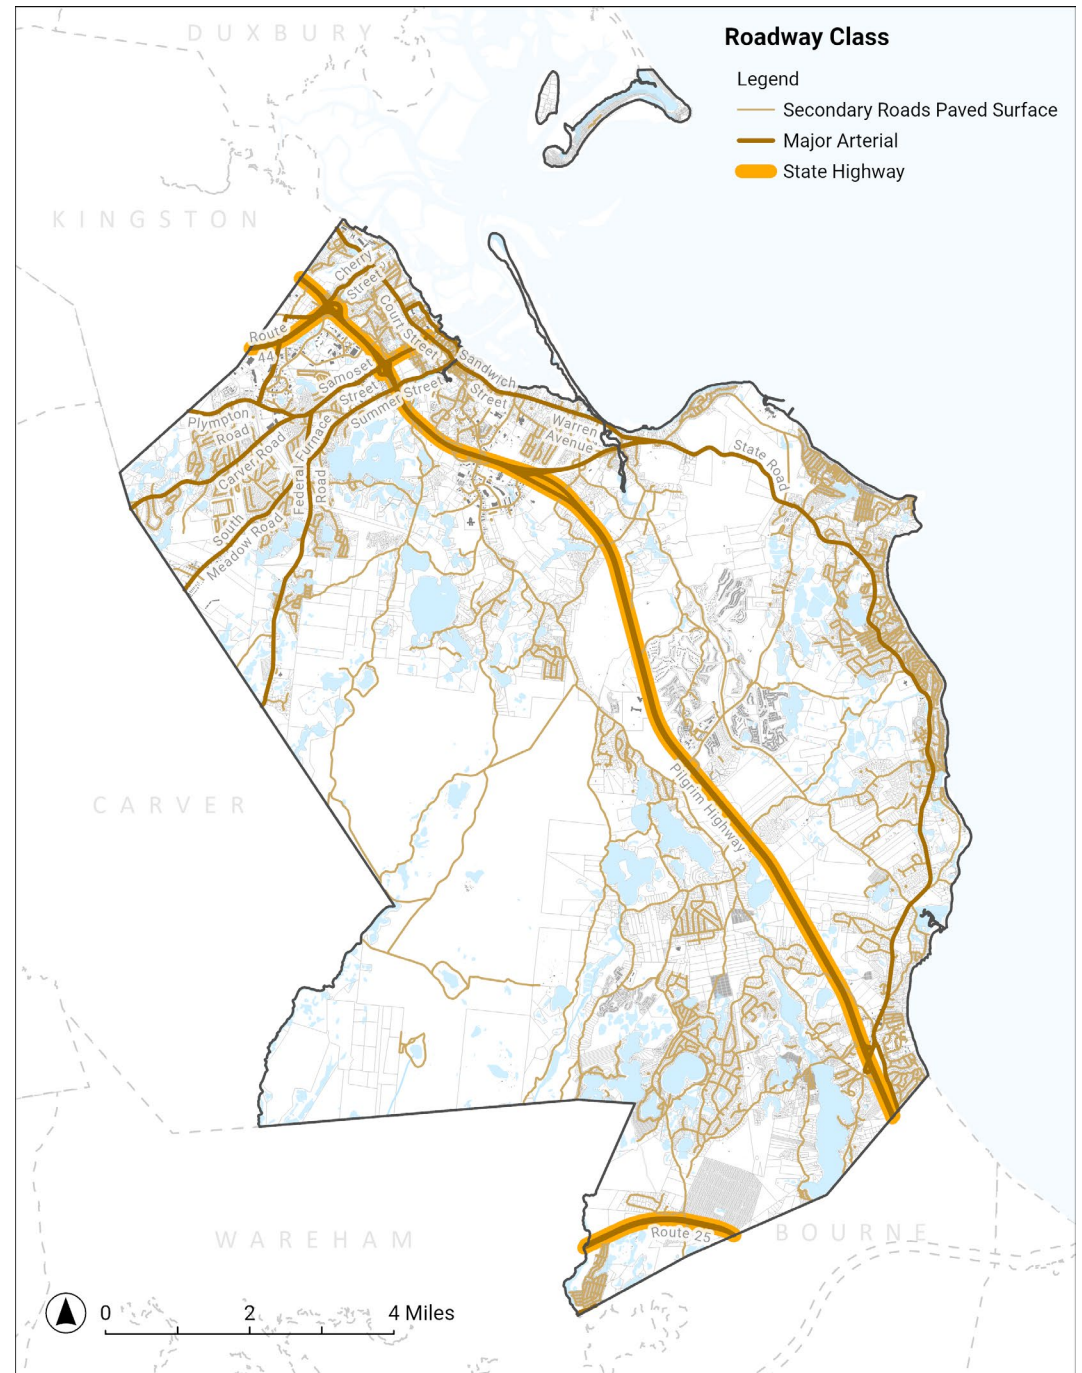 DUXBURY
Roadway Class
Legend
Secondary Roads Paved Surface
Major Arterial
State Highway
KINGSTON
Cherry
Street
Court Street
Route
44
Samoset
Street
Summer Street
Sandwich
Street
Warren
Avenue
State Road
Plympton
Road
Carver Road
Federal Furnace
Road
South
Meadow Road
Pilgrim Highway
CARVER
WAREHAM
Route 25
BOURNE
0 2 4 Miles